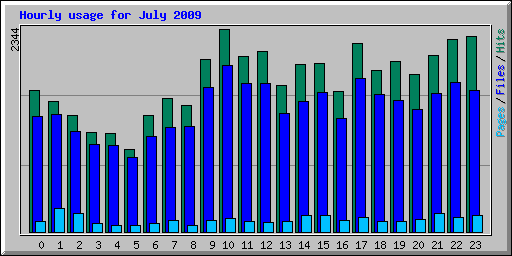 Hourly usage for July 2009
2344
Pages / Files / Hits
0 1 2 3 4 5 6 7 8 9 10 11 12 13 14 15 16 17 18 19 20 21 22 23